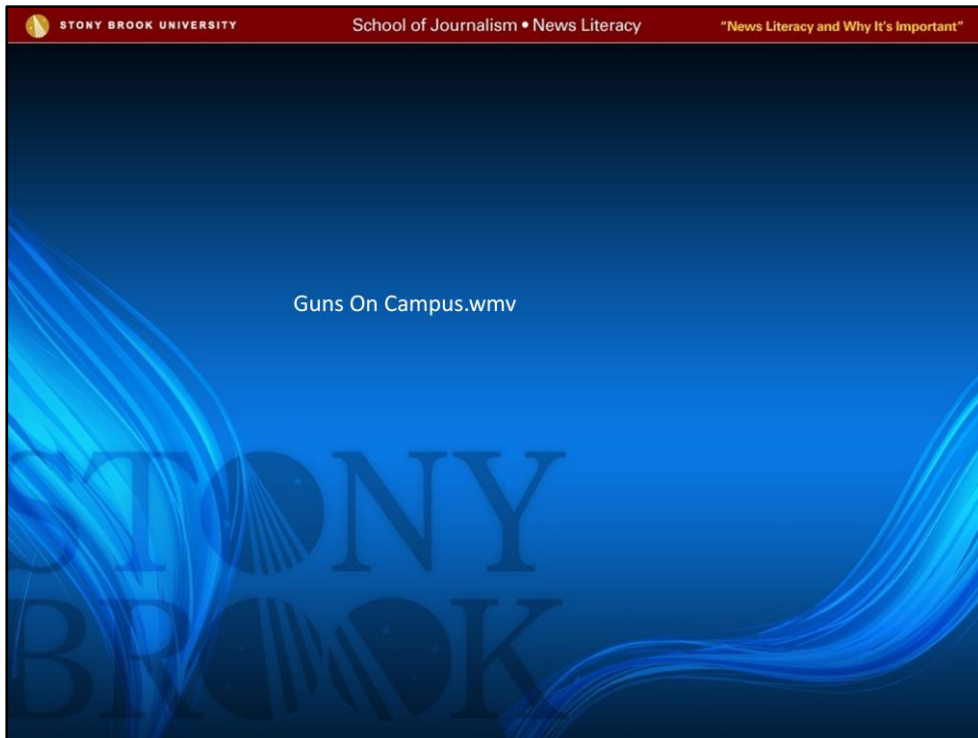 STONY BROOK UNIVERSITY
School of Journalism • News Literacy
"News Literacy and Why It's Important"
Guns On Campus.wmv
STONY
BROOK